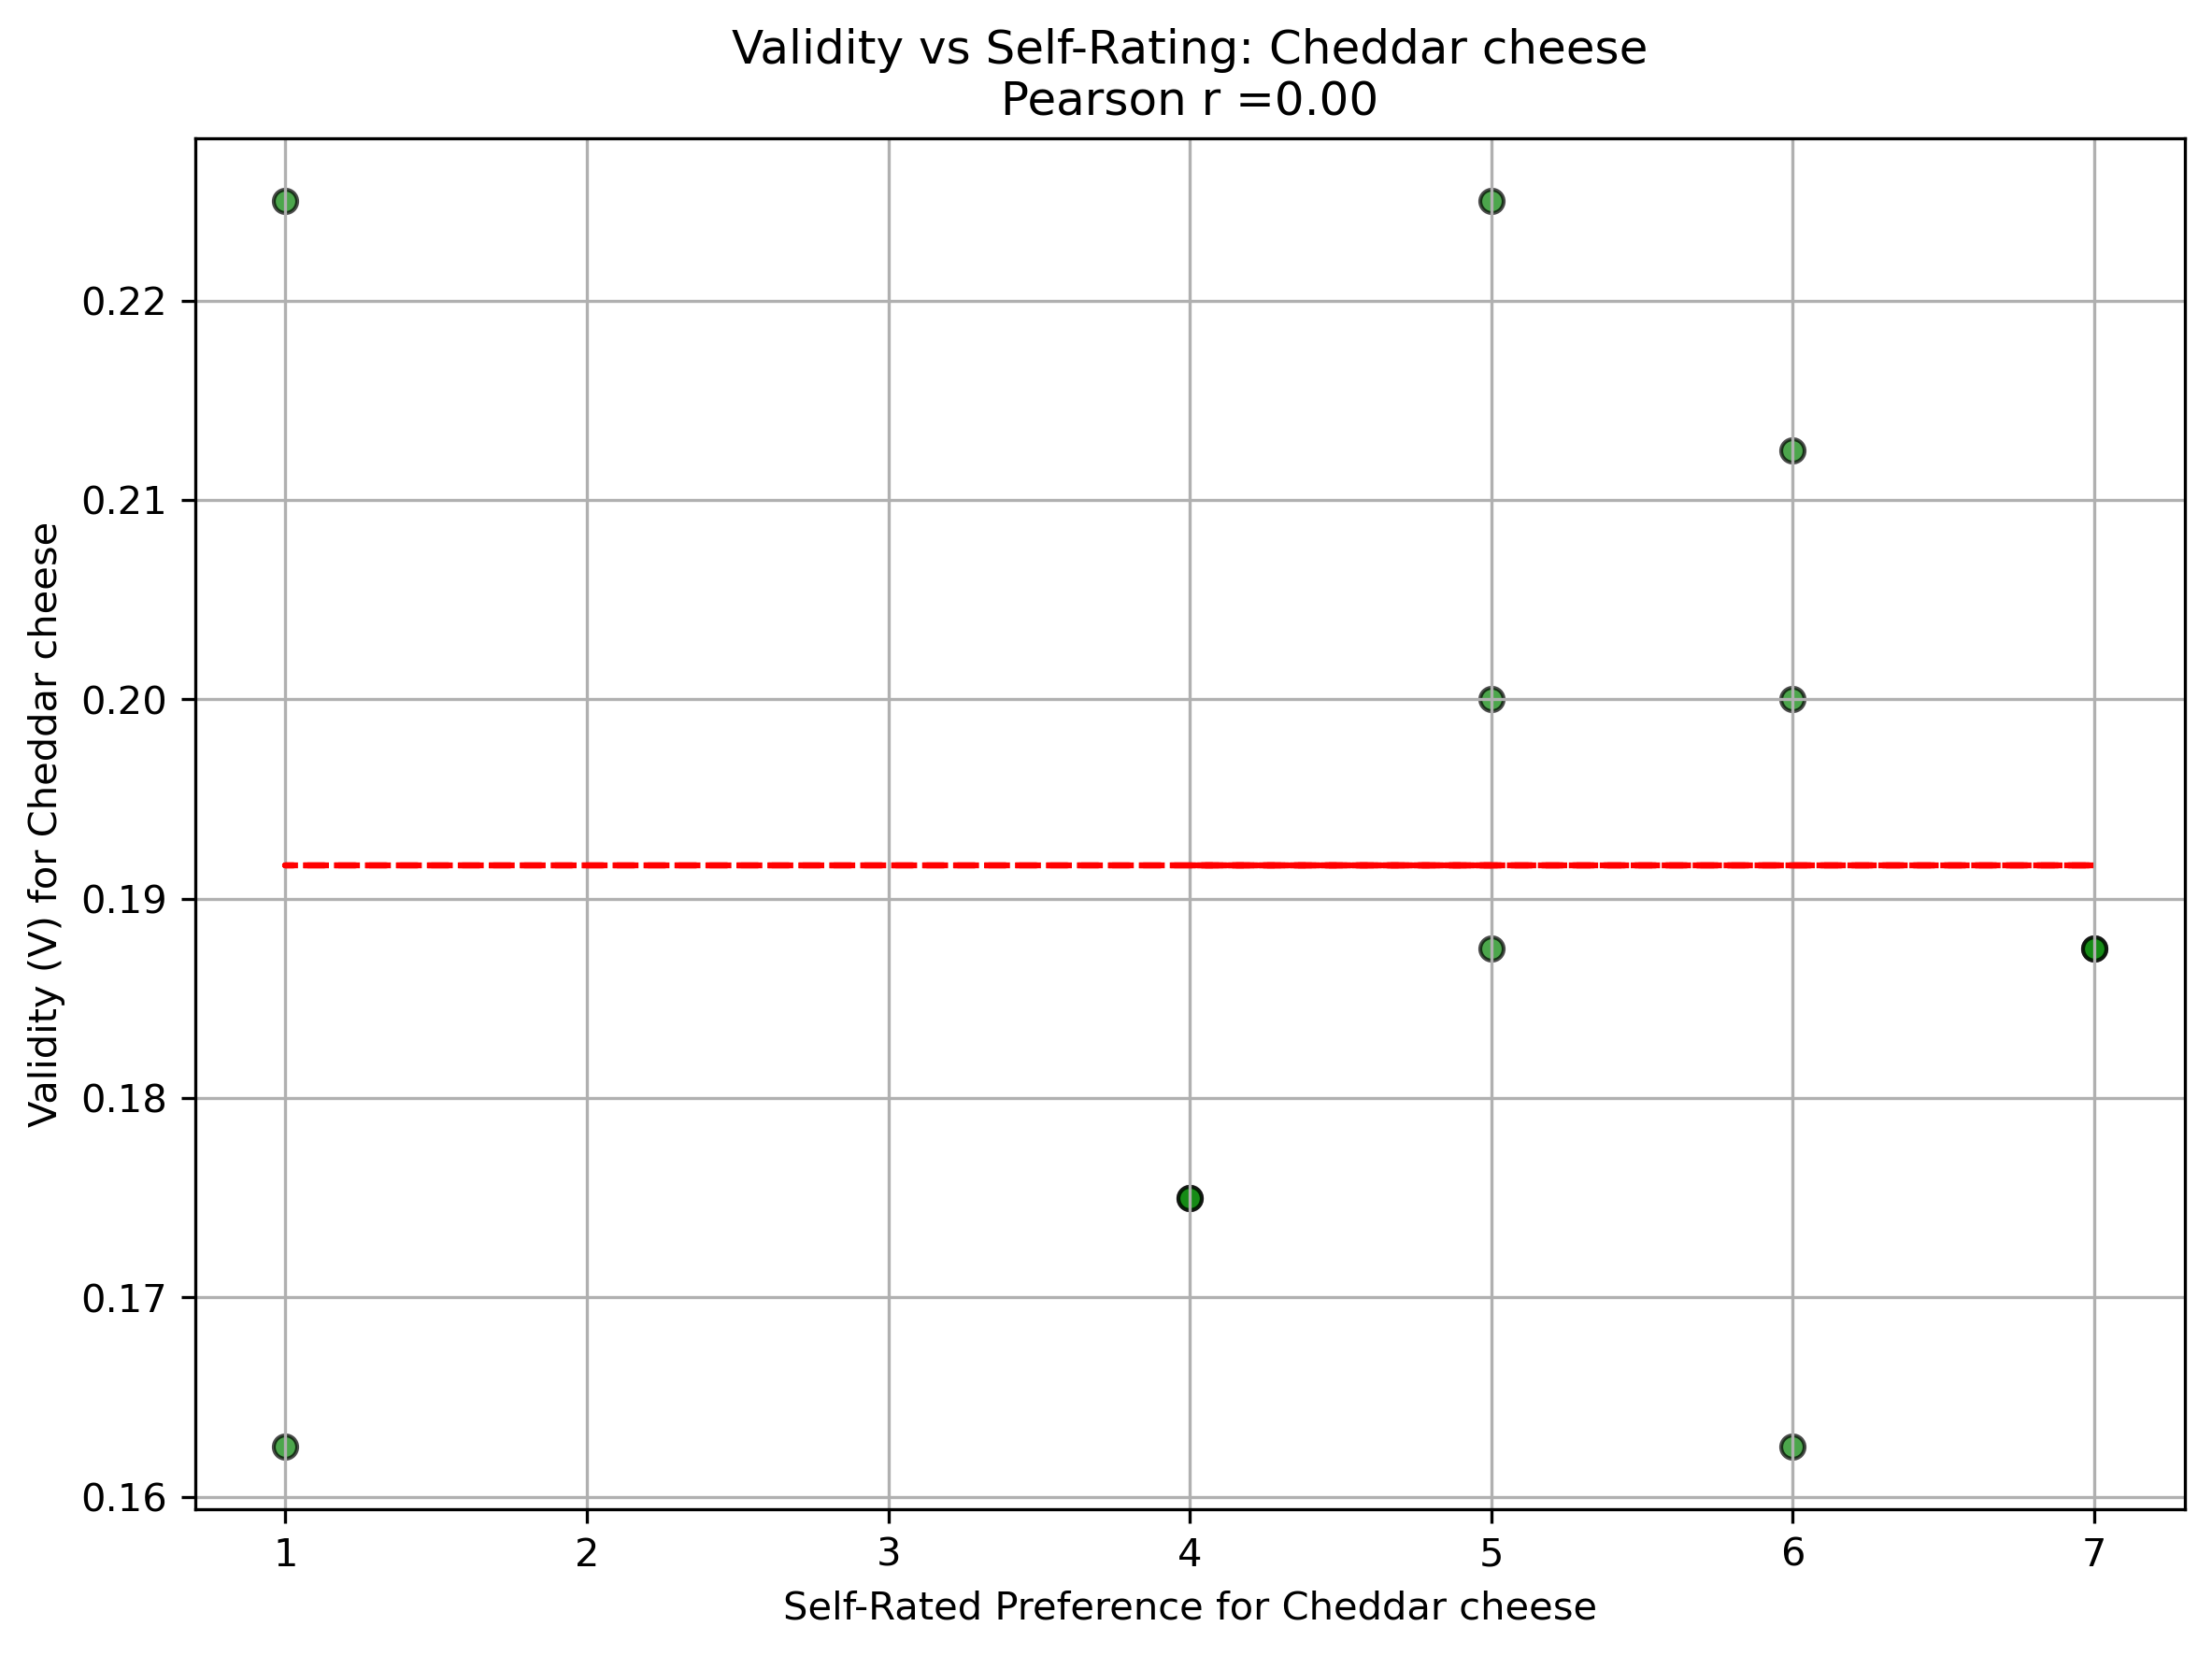 Validity vs Self-Rating: Cheddar cheese
Pearson r =0.00
Validity (V) for Cheddar cheese
0.22
0.21
0.20
0.19
0.18
0.17
0.16
1 2 3 4 5 6 7
Self-Rated Preference for Cheddar cheese